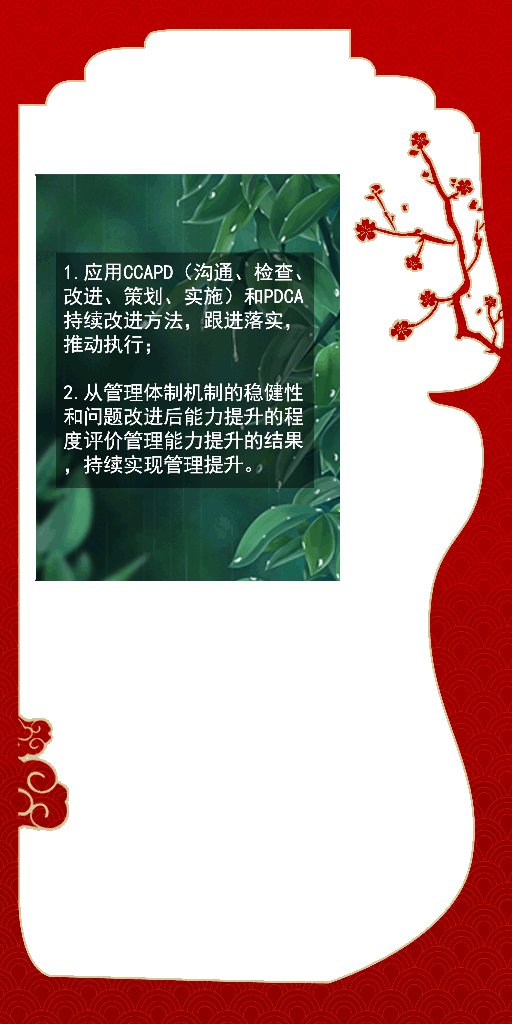 1.应用CCAPD（沟通、检查、
改进、策划、实施）和PDCA
持续改进方法，跟进落实，
推动执行；
2.从管理体制机制的稳健性
和问题改进后能力提升的程
度评价管理能力提升的结果
，持续实现管理提升。